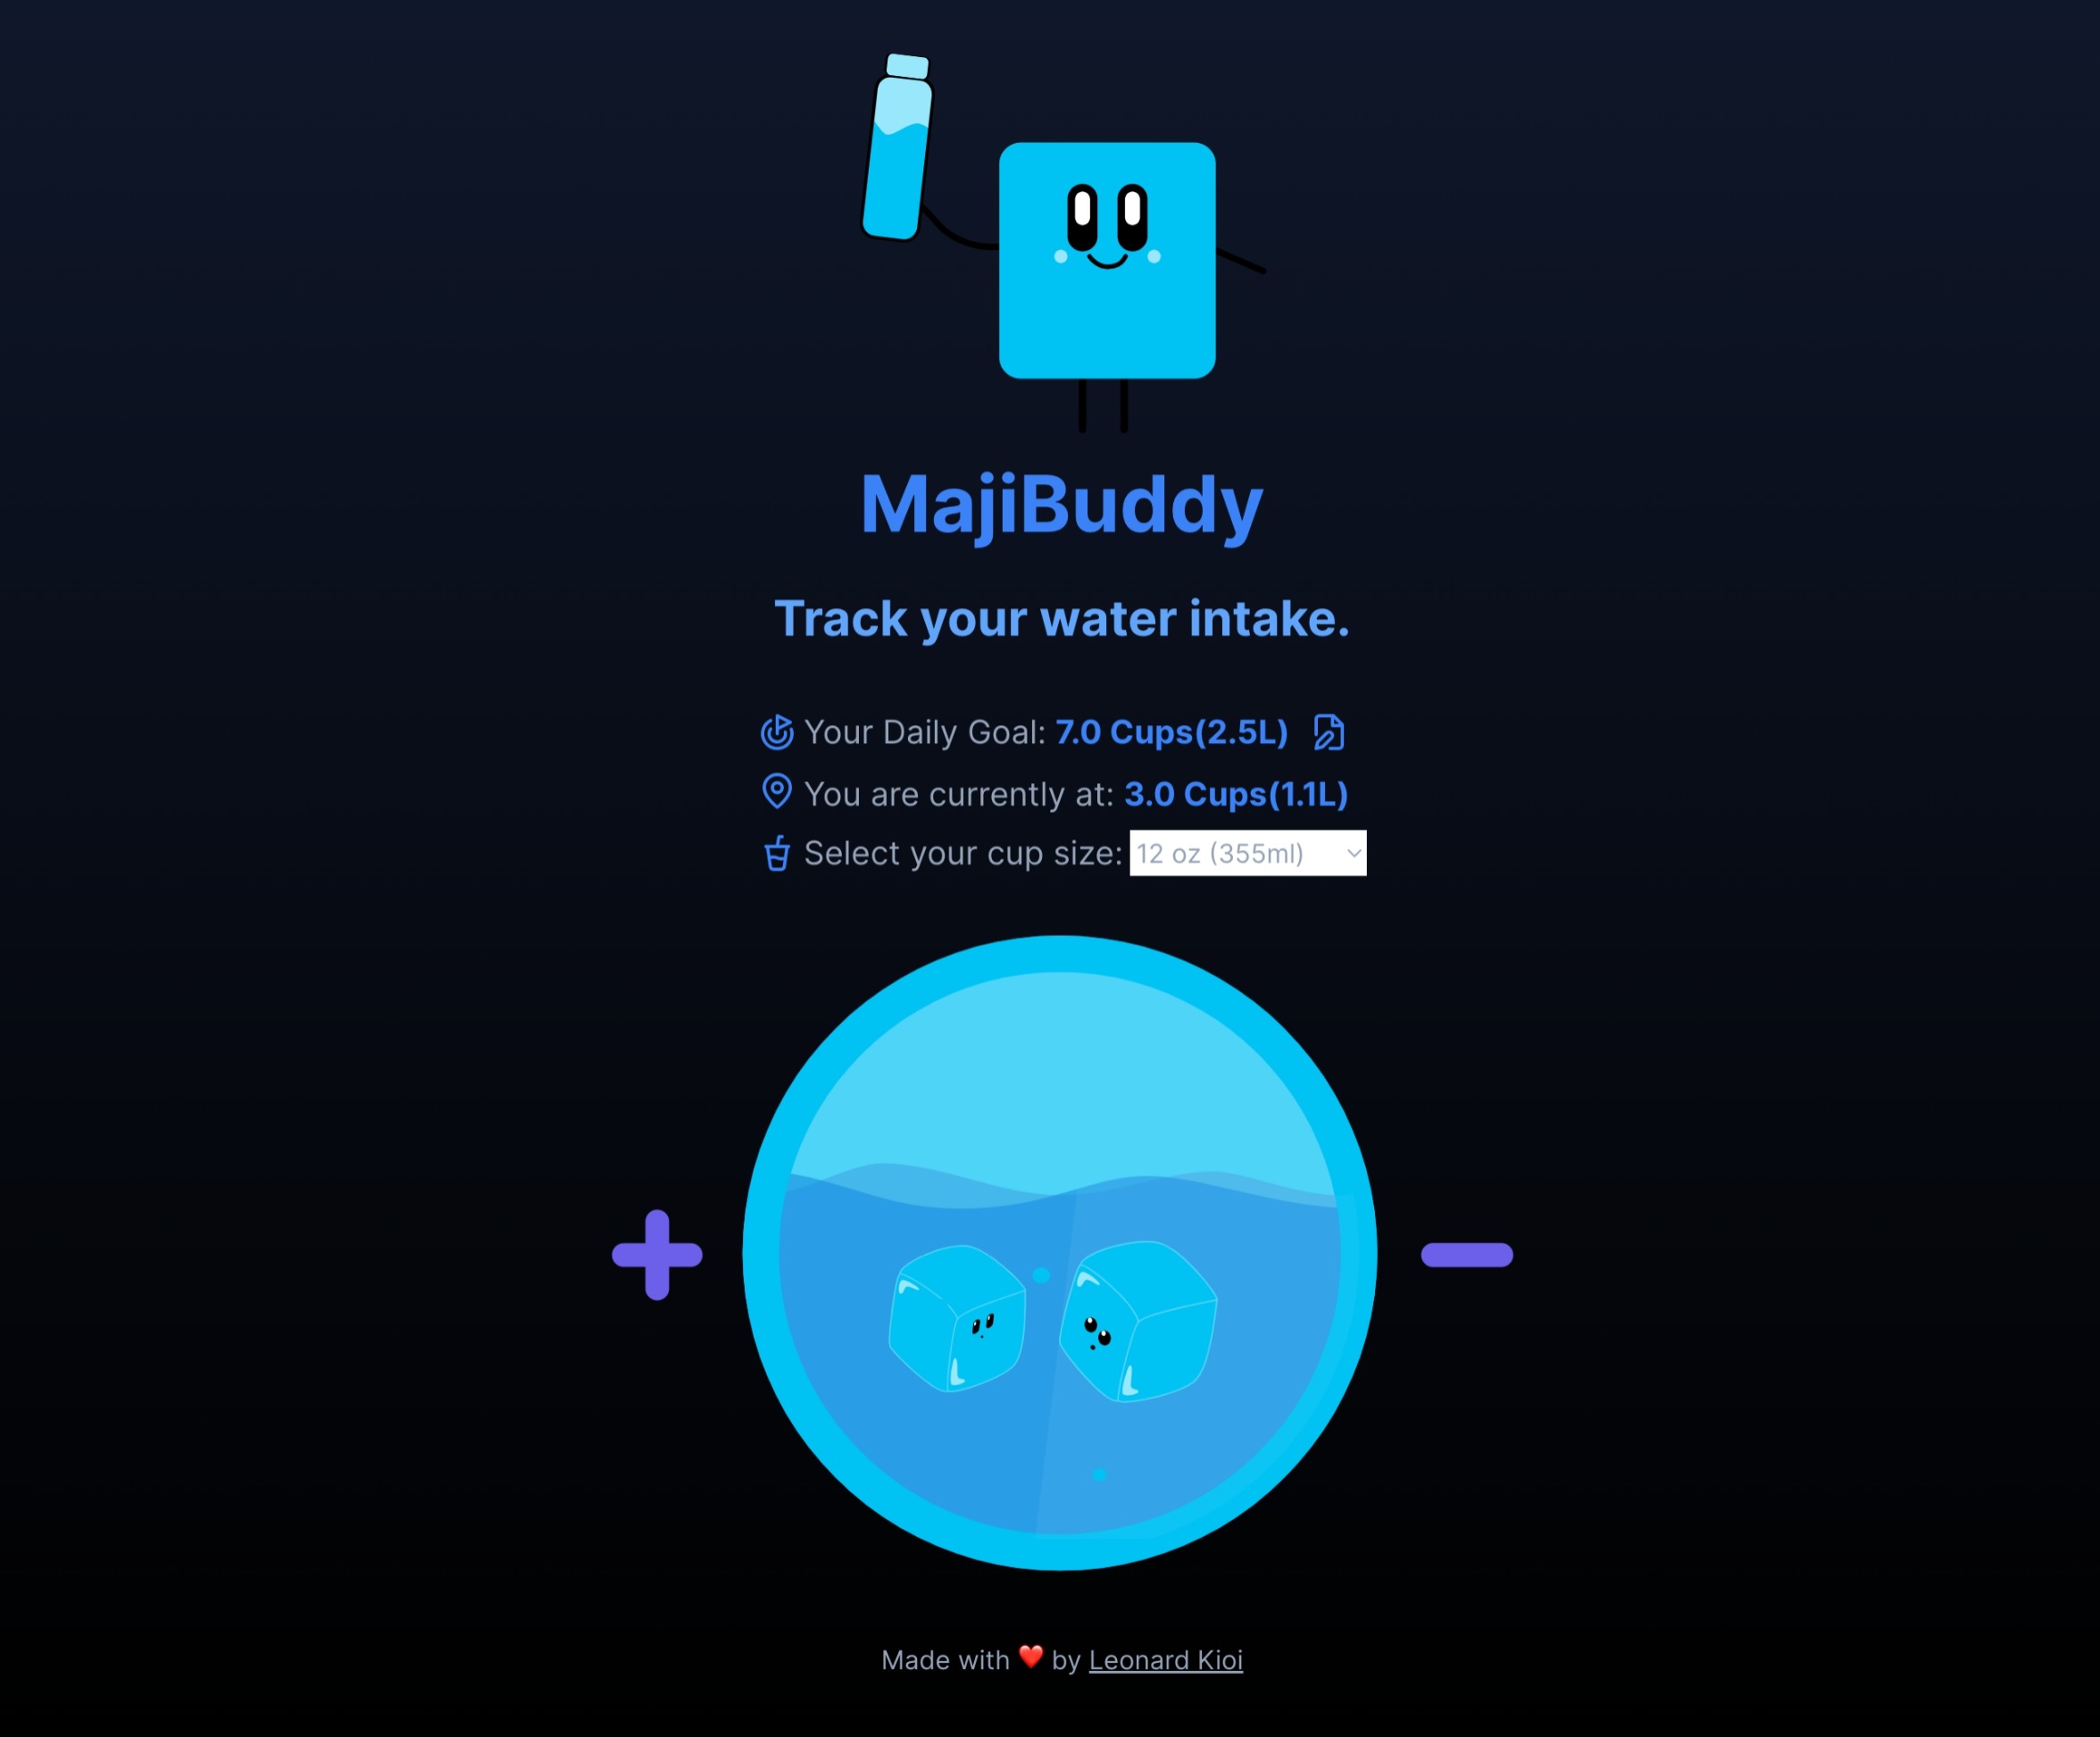 MajiBuddy
Track your water intake.
Your Daily Goal: 7.0 Cups(2.5L)
You are currently at: 3.0 Cups(1.1L)
Select your cup size: 12 oz (355ml)
Made with ❤️ by Leonard Kioi